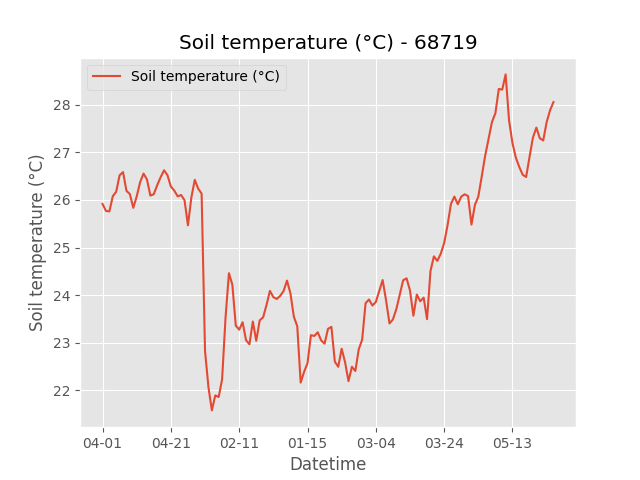 Soil temperature (°C) - 68719
Soil temperature (°C)
28
27
26
25
24
23
22
Soil temperature (°C)
04-01 04-21 02-11 01-15 03-04 03-24 05-13
Datetime